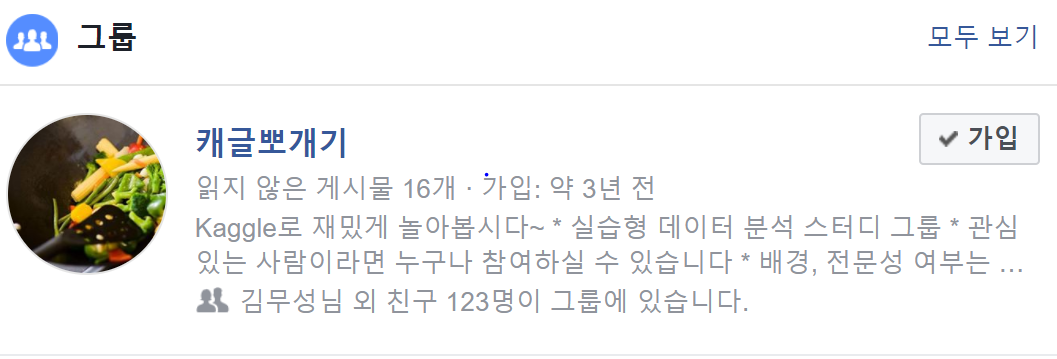 그룹
모두 보기
캐글뽀개기
가입
읽지 않은 게시물 16개 · 가입: 약 3년 전
Kaggle로 재밌게 놀아봅시다~ * 실습형 데이터 분석 스터디 그룹 * 관심
있는 사람이라면 누구나 참여하실 수 있습니다 * 배경, 전문성 여부는 …
김무성님 외 친구 123명이 그룹에 있습니다.